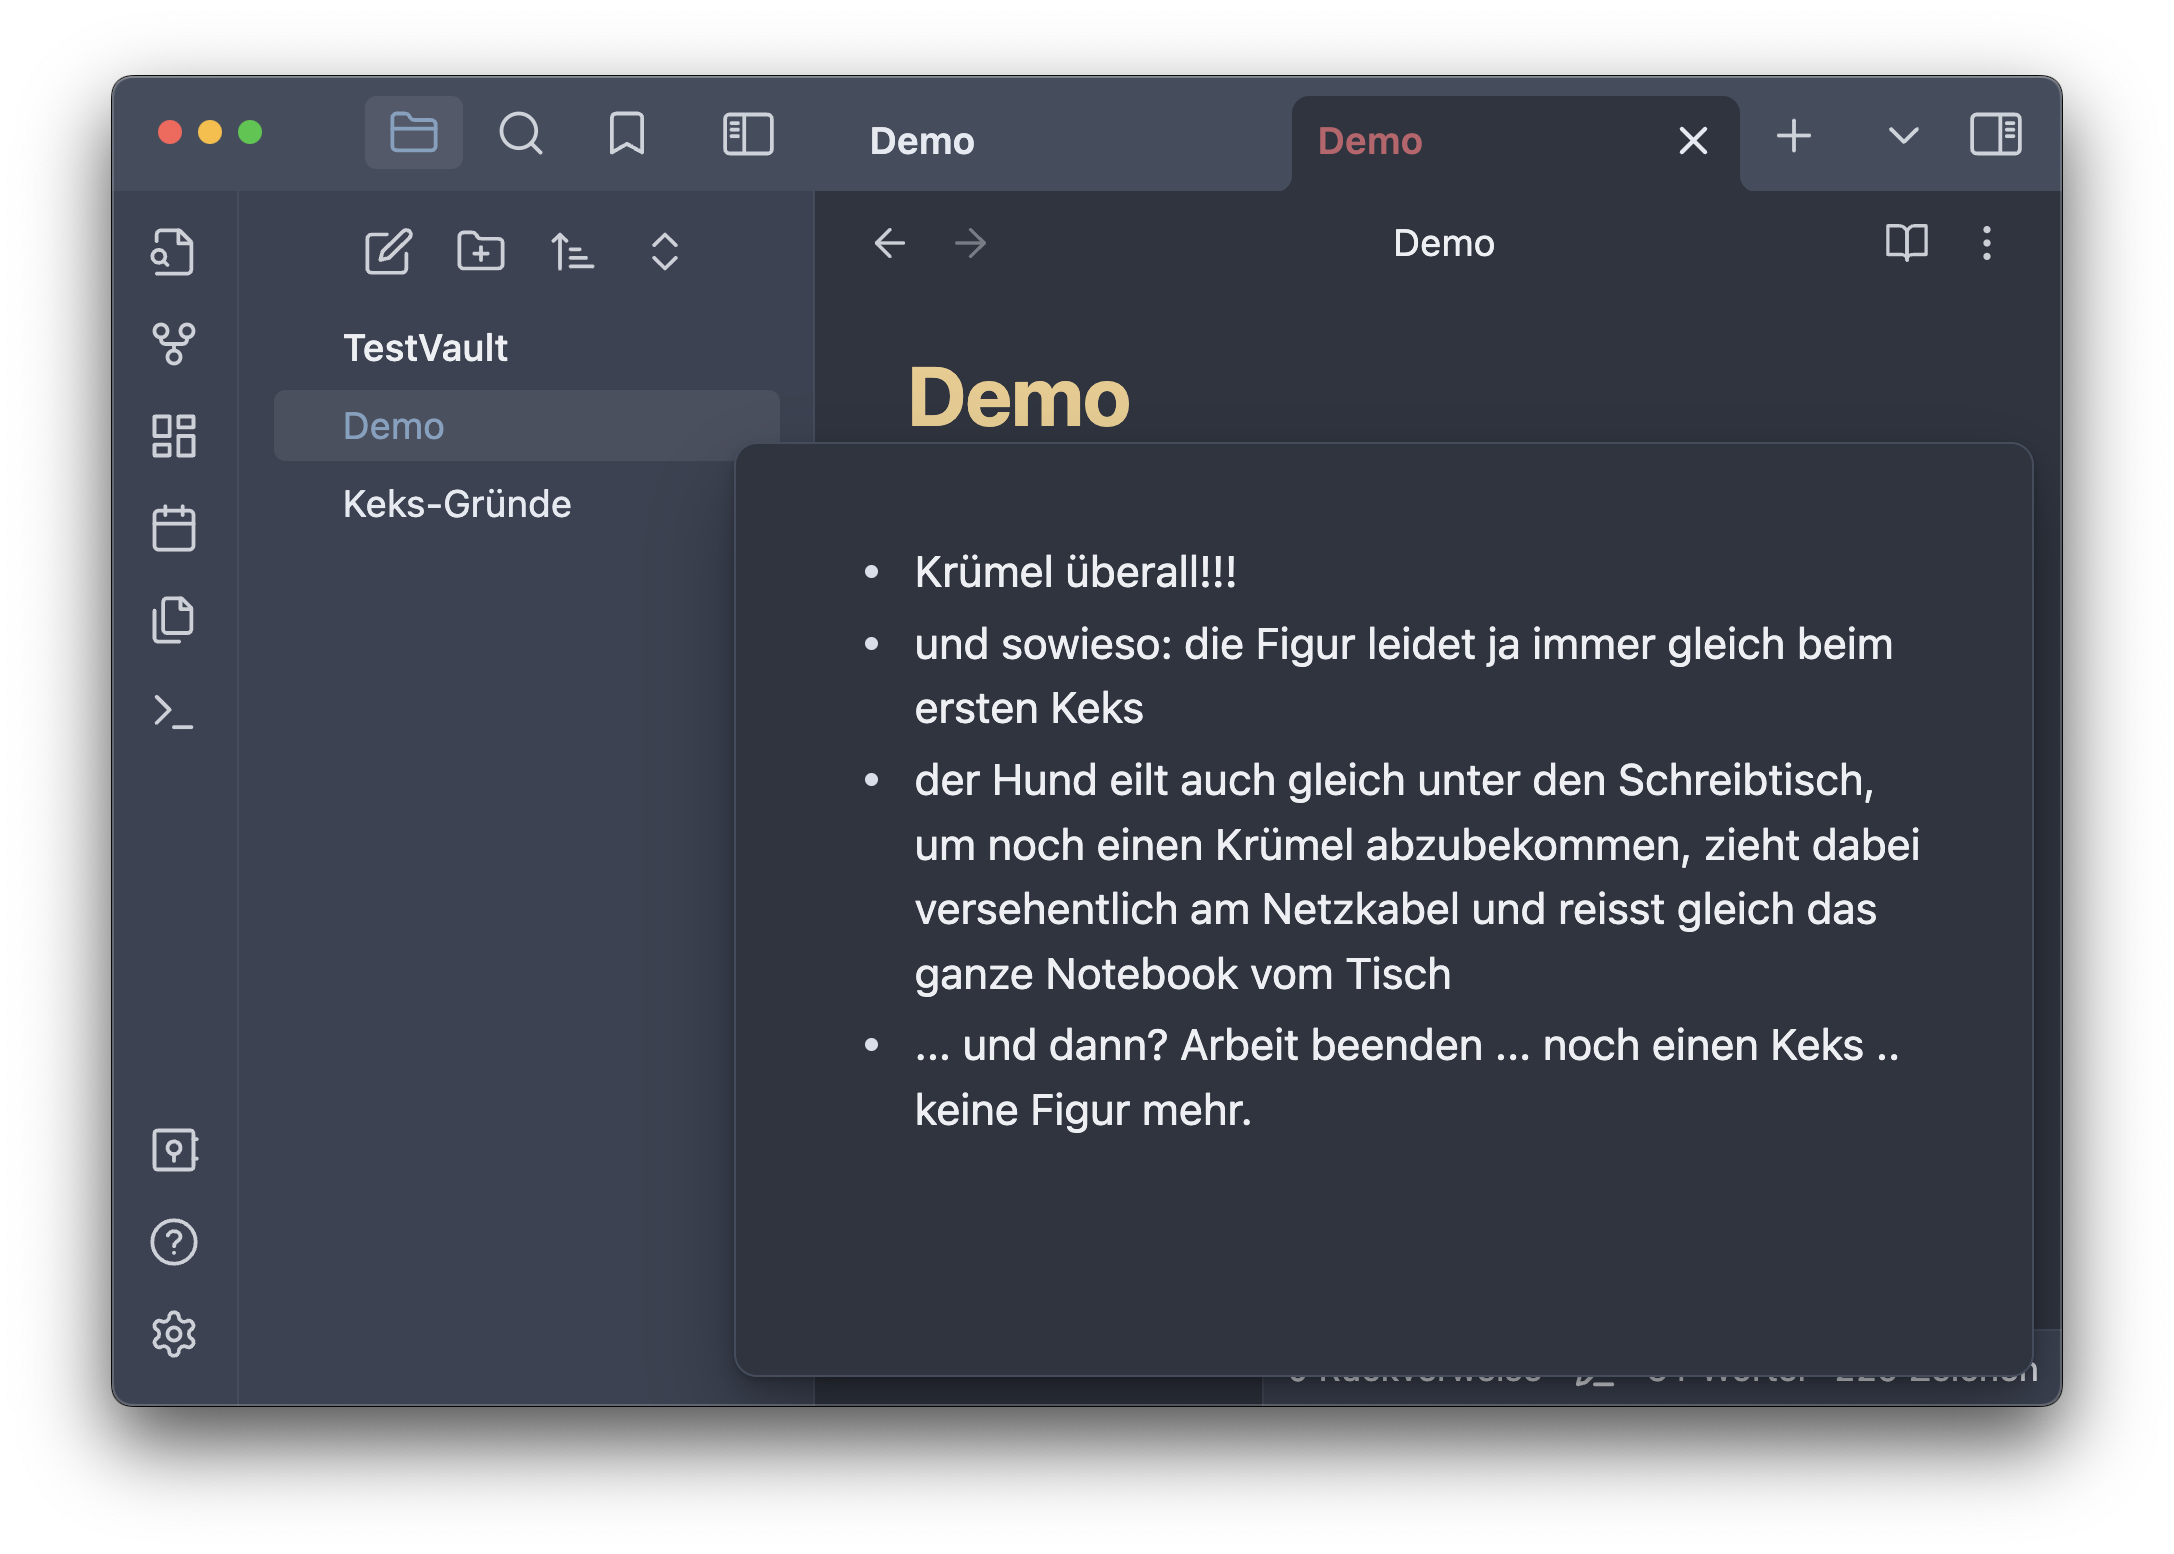 Demo
Demo
TestVault
Demo
Keks-Gründe
Demo
Demo
• Krümel überall!!!
• und sowieso: die Figur leidet ja immer gleich beim
ersten Keks
• der Hund eilt auch gleich unter den Schreibtisch,
um noch einen Krümel abzubekommen, zieht dabei
versehentlich am Netzkabel und reisst gleich das
ganze Notebook vom Tisch
• ... und dann? Arbeit beenden ... noch einen Keks ..
keine Figur mehr.
Rückverweise Wörter Zeichen